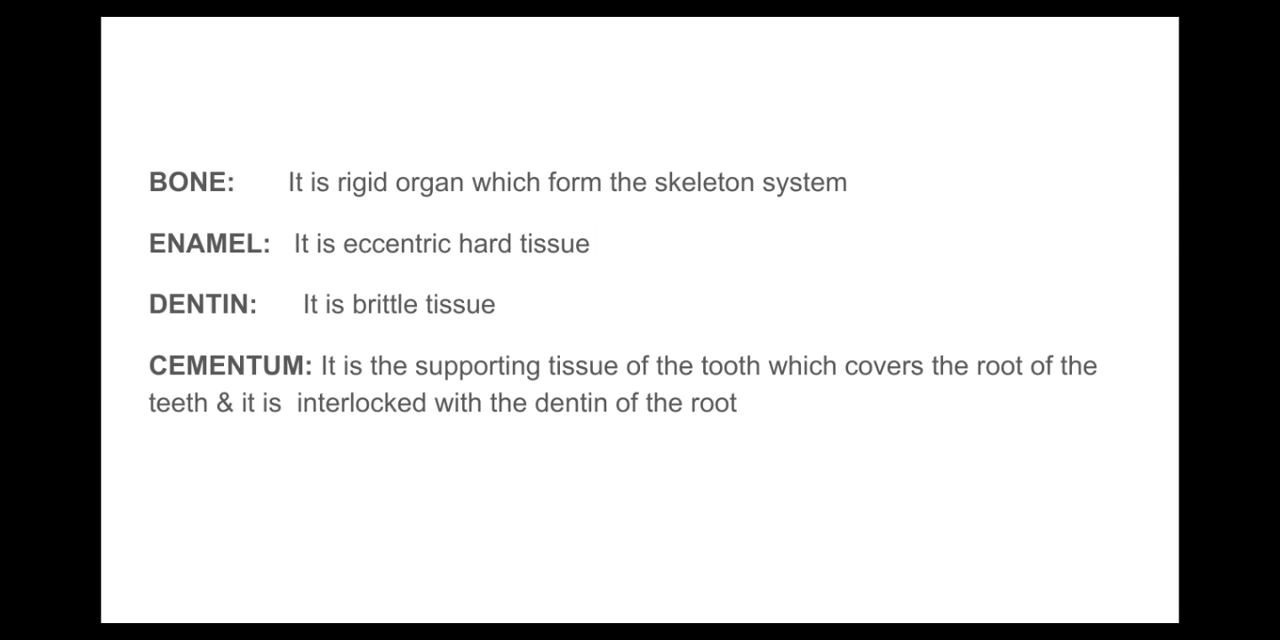 BONE: It is rigid organ which form the skeleton system
ENAMEL: It is eccentric hard tissue
DENTIN: It is brittle tissue
CEMENTUM: It is the supporting tissue of the tooth which covers the root of the
teeth & it is interlocked with the dentin of the root